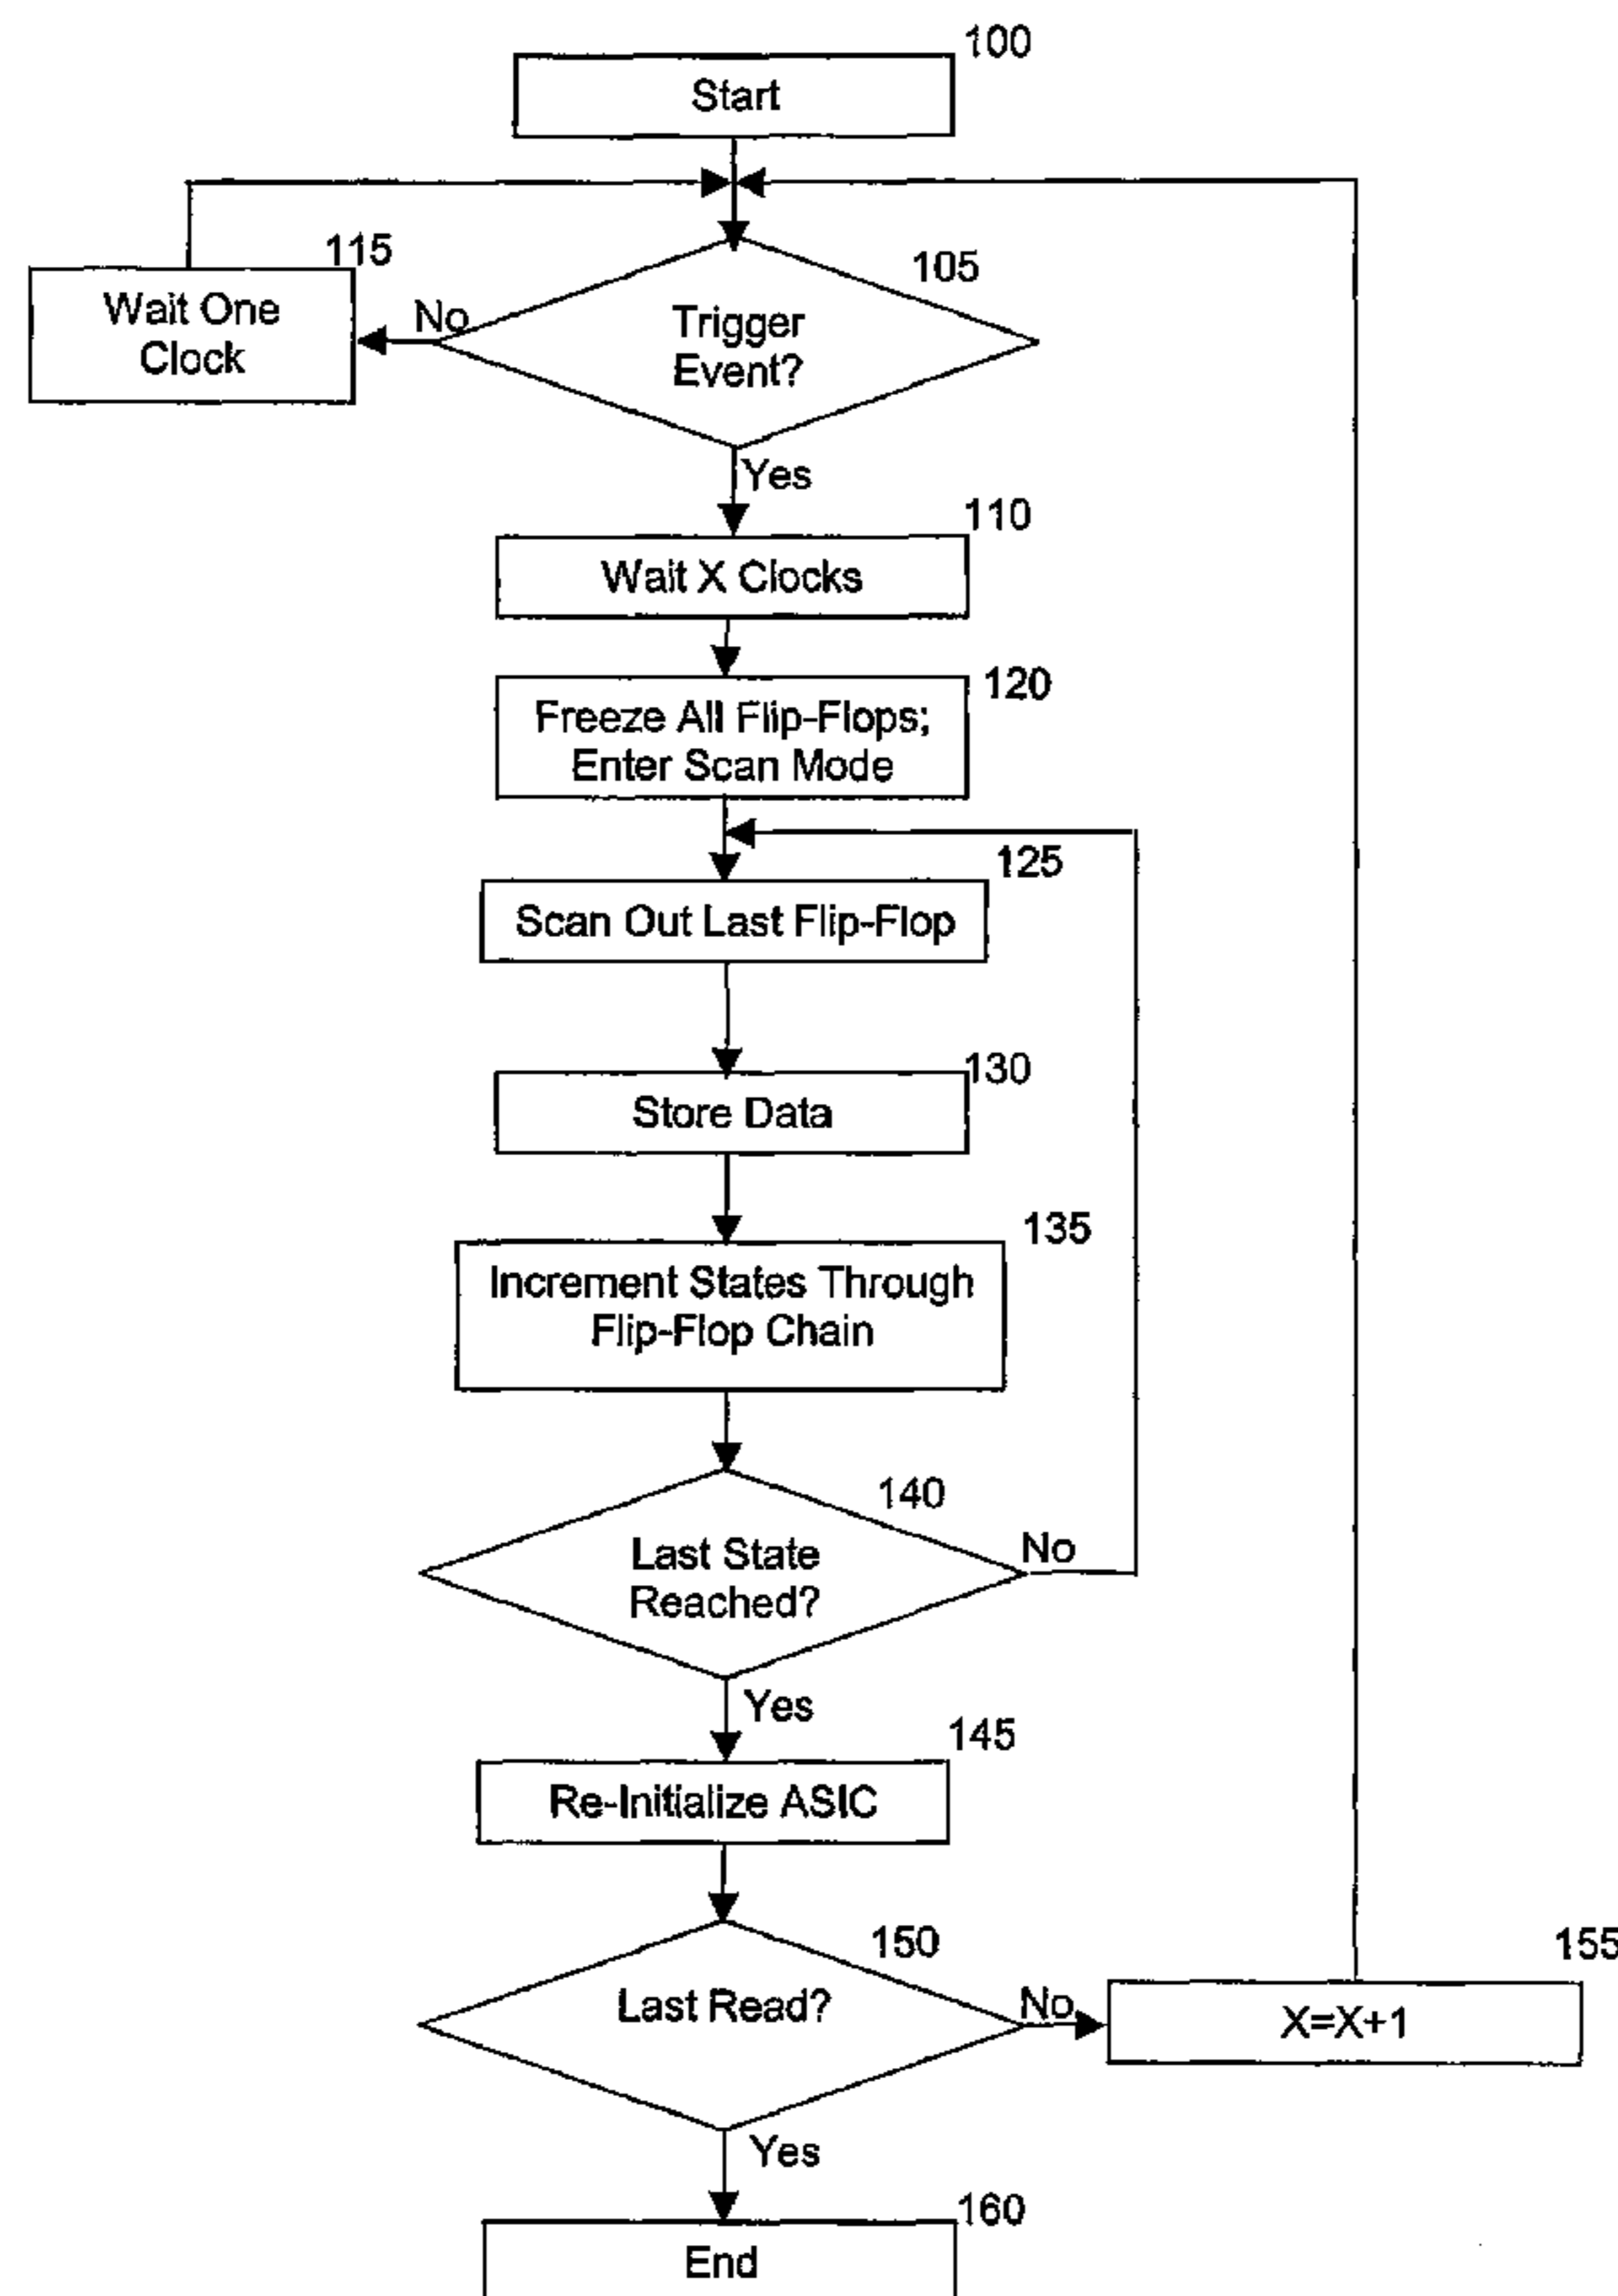 100
Start
115
Wait One
Clock
No
105
Trigger
Event?
Yes
110
Wait X Clocks
120
Freeze All Flip-Flops;
Enter Scan Mode
125
Scan Out Last Flip-Flop
130
Store Data
135
Increment States Through
Flip-Flop Chain
140
Last State
Reached?
No
Yes
145
Re-Initialize ASIC
150
Last Read?
No
155
X=X+1
Yes
160
End